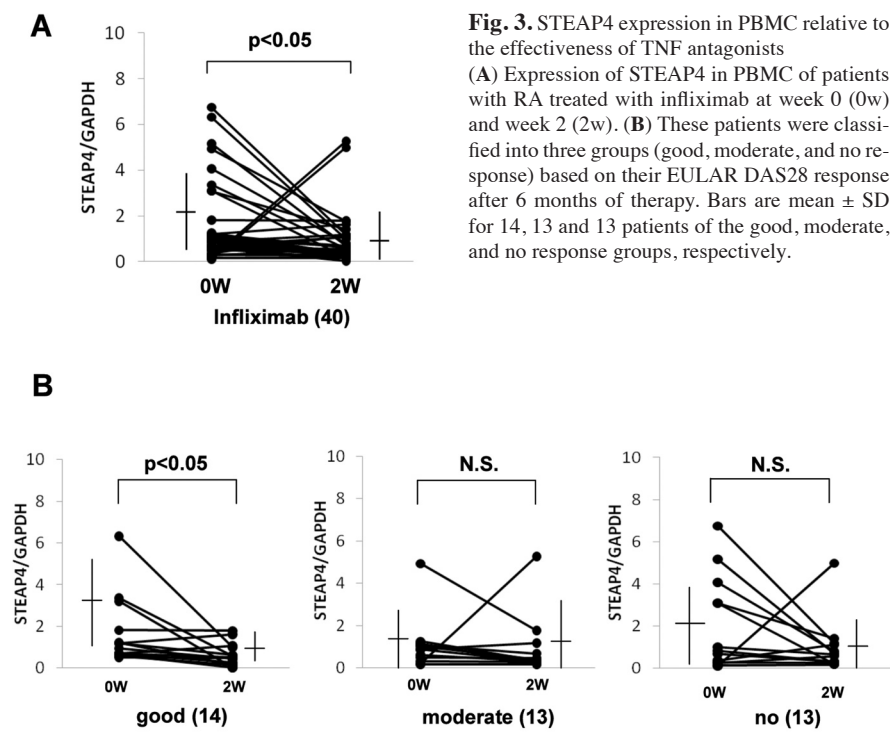 A
p<0.05
10
8
6
4
2
0
STEAP4/GAPDH
0W
2W
Infliximab (40)
Fig. 3. STEAP4 expression in PBMC relative to
the effectiveness of TNF antagonists
(A) Expression of STEAP4 in PBMC of patients
with RA treated with infliximab at week 0 (0w)
and week 2 (2w). (B) These patients were classi-
fied into three groups (good, moderate, and no re-
sponse) based on their EULAR DAS28 response
after 6 months of therapy. Bars are mean ± SD
for 14, 13 and 13 patients of the good, moderate,
and no response groups, respectively.
B
p<0.05
10
8
6
4
2
0
STEAP4/GAPDH
0W
2W
good (14)
N.S.
10
8
6
4
2
0
STEAP4/GAPDH
0W
2W
moderate (13)
N.S.
10
8
6
4
2
0
STEAP4/GAPDH
0W
2W
no (13)